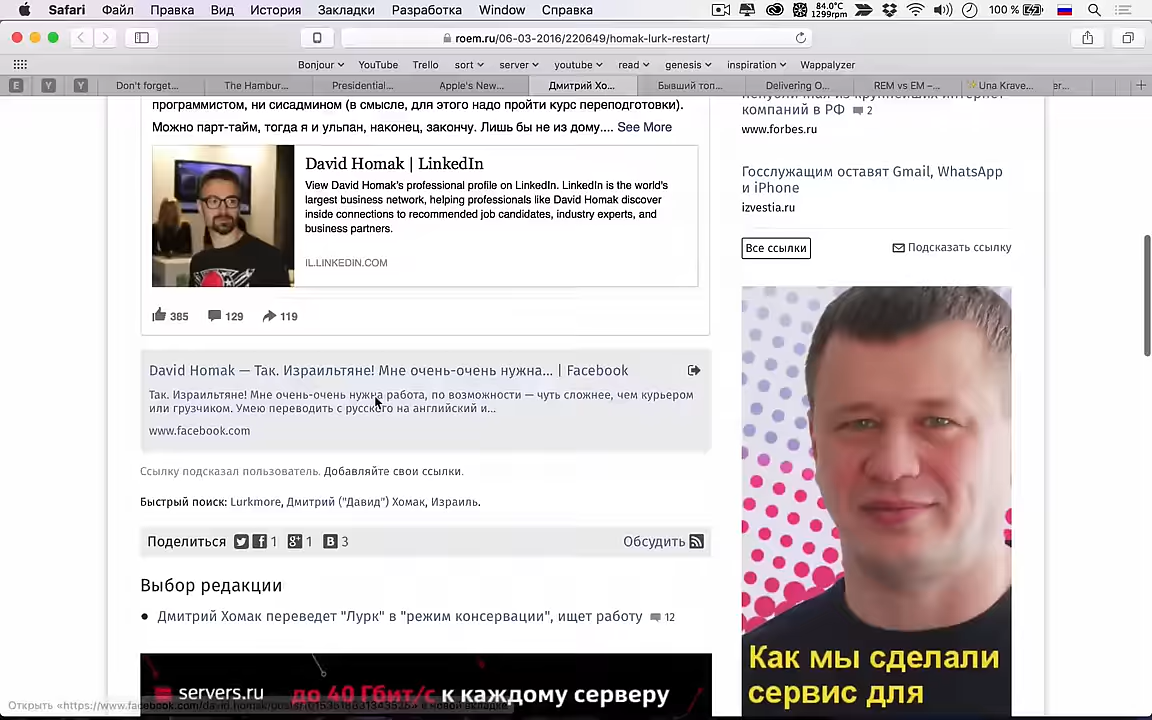 Safari Файл Правка Вид История Закладки Разработка Window Справка 84.0°C 1299rpm 100 %
roem.ru/06-03-2016/220649/homak-lurk-restart/
Bonjour YouTube Trello sort server youtube read genesis inspiration Wappalyzer
E Y Y Don't forget... The Hambur... Presidential... Apple's New... Дмитрий Хо... Бывший топ... Delivering O... REM vs EM –... Una Krave... er...
программистом, ни сисадмином (в смысле, для этого надо пройти курс переподготовки).
Можно парт-тайм, тогда я и ульпан, наконец, закончу. Лишь бы не из дому.... See More
David Homak | LinkedIn
View David Homak's professional profile on LinkedIn. LinkedIn is the world's
largest business network, helping professionals like David Homak discover
inside connections to recommended job candidates, industry experts, and
business partners.
IL.LINKEDIN.COM
385 129 119
David Homak — Так. Израильтяне! Мне очень-очень нужна... | Facebook
Так. Израильтяне! Мне очень-очень нужна работа, по возможности — чуть сложнее, чем курьером
или грузчиком. Умею переводить с русского на английский и...
www.facebook.com
Ссылку подсказал пользователь. Добавляйте свои ссылки.
Быстрый поиск: Lurkmore, Дмитрий ("Давид") Хомак, Израиль.
Поделиться 1 1 3 Обсудить
Выбор редакции
Дмитрий Хомак переведет "Лурк" в "режим консервации", ищет работу 12
servers.ru до 40 Гбит/с к каждому серверу
компаний в РФ 2
www.forbes.ru
Госслужащим оставят Gmail, WhatsApp
и iPhone
izvestia.ru
Все ссылки Подсказать ссылку
Как мы сделали
сервис для